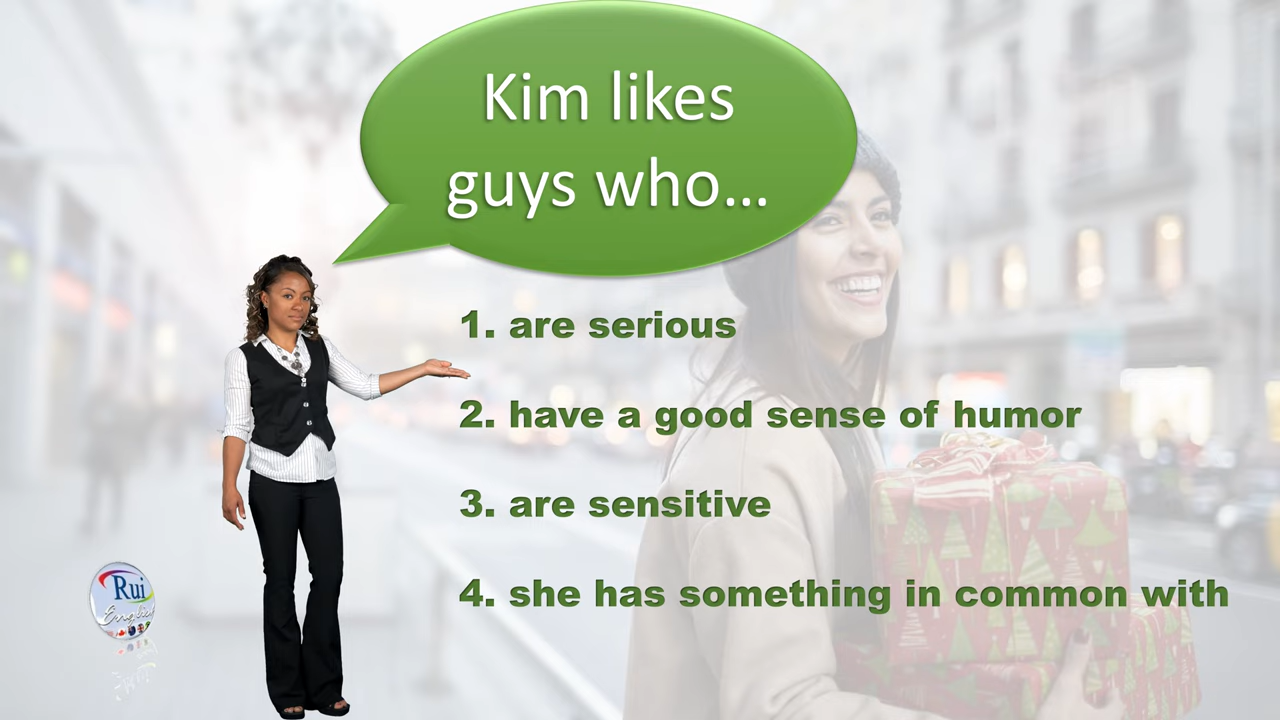 Kim likes
guys who...
1. are serious
2. have a good sense of humor
3. are sensitive
4. she has something in common with
Rui
English